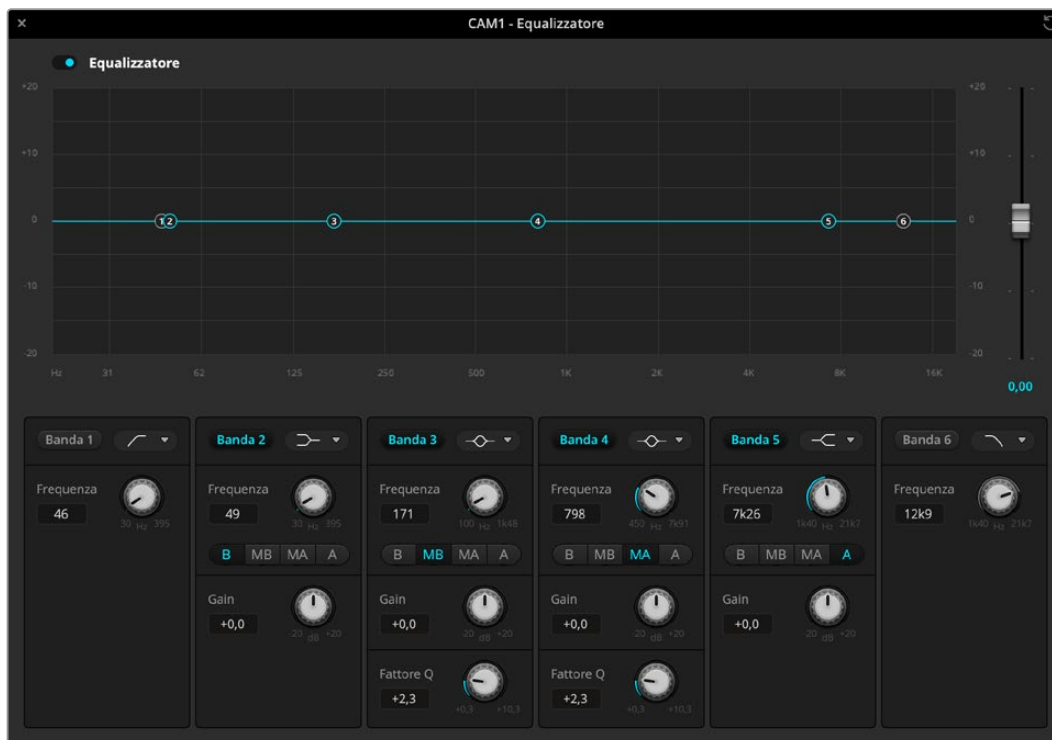 × CAM1 - Equalizzatore
Equalizzatore
+20 +20
+10 +10
0 1 2 3 4 5 6 0
-10 -10
-20 -20
Hz 31 62 125 250 500 1K 2K 4K 8K 16K
0,00
Banda 1 Banda 2 Banda 3 Banda 4 Banda 5 Banda 6
Frequenza Frequenza Frequenza Frequenza Frequenza Frequenza
46 49 171 798 7k26 12k9
30 Hz 395 30 Hz 395 100 Hz 1k48 450 Hz 7k91 1k40 Hz 21k7 1k40 Hz 21k7
B MB MA A B MB MA A B MB MA A B MB MA A
Gain Gain Gain Gain
+0,0 +0,0 +0,0 +0,0
-20 dB +20 -20 dB +20 -20 dB +20 -20 dB +20
Fattore Q Fattore Q
+2,3 +2,3
+0,3 +10,3 +0,3 +10,3